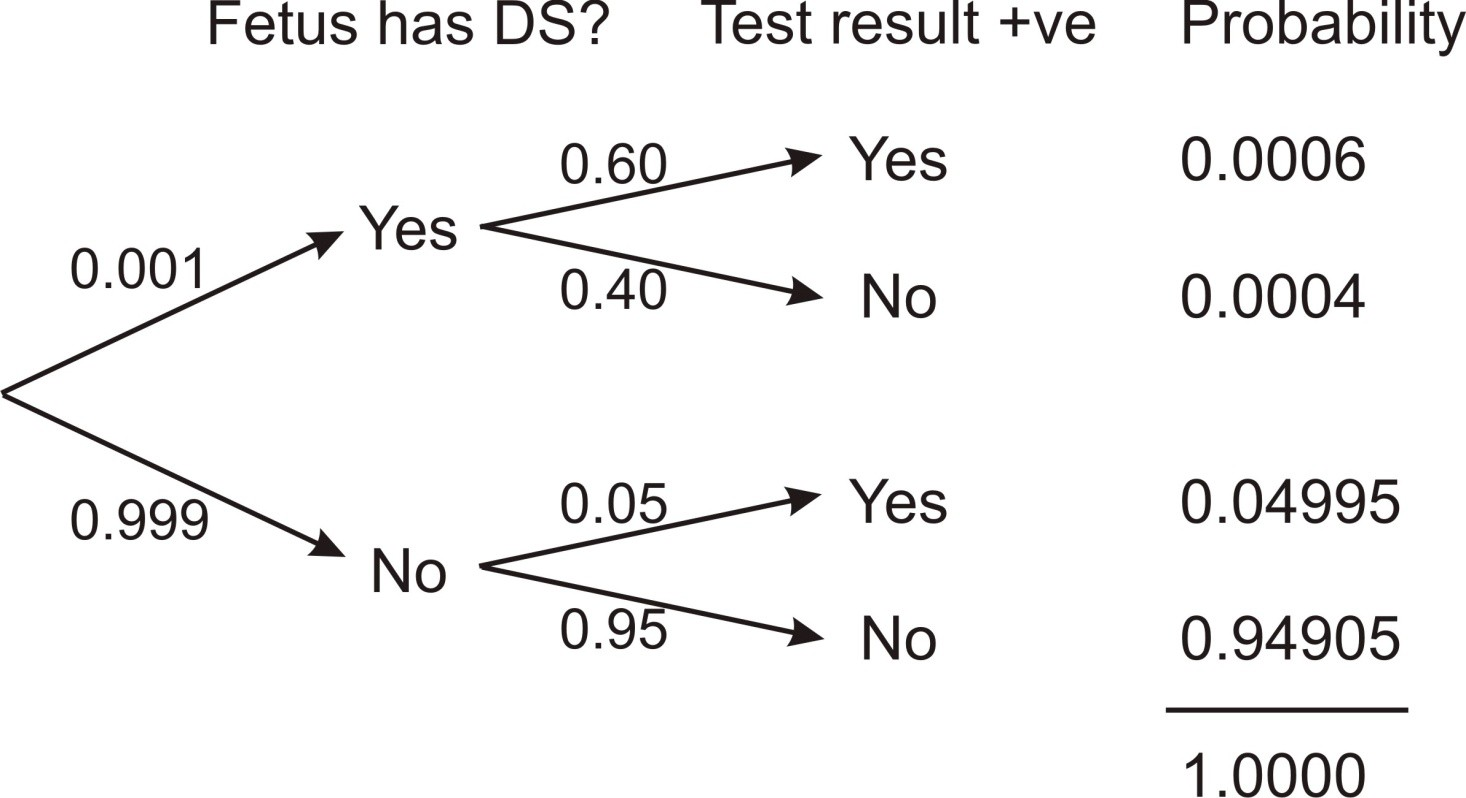 Fetus has DS? Test result +ve Probability
0.60 Yes 0.0006
Yes
0.001
0.40 No 0.0004
0.05 Yes 0.04995
0.999
No
0.95 No 0.94905
1.0000